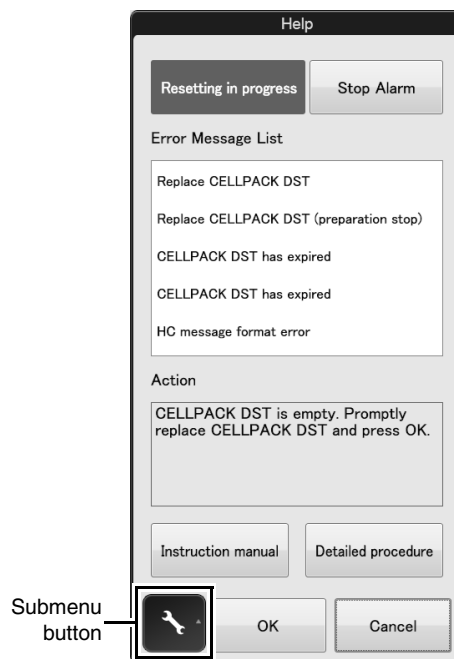 Help
Resetting in progress
Stop Alarm
Error Message List
Replace CELLPACK DST
Replace CELLPACK DST (preparation stop)
CELLPACK DST has expired
CELLPACK DST has expired
HC message format error
Action
CELLPACK DST is empty. Promptly
replace CELLPACK DST and press OK.
Instruction manual
Detailed procedure
Submenu
button
OK
Cancel